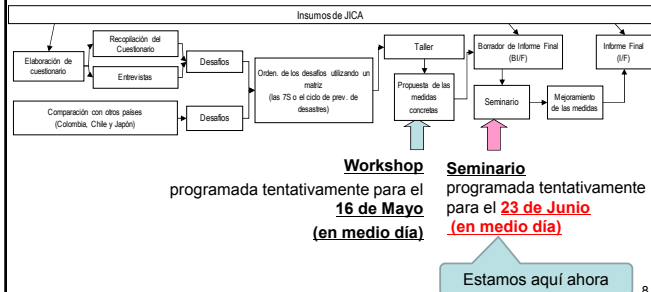 Insumos de JICA
Elaboración de
cuestionario
Recopilación del
Cuestionario
Entrevistas
Desafíos
Comparación con otros países
(Colombia, Chile y Japón)
Desafíos
Orden. de los desafíos utilizando un
matriz
(las 7S o el ciclo de prev. de
desastres)
Taller
Propuesta de las
medidas
concretas
Borrador de Informe Final
(BI/F)
Seminario
Mejoramiento
de las medidas
Informe Final
(I/F)
Workshop
programada tentativamente para el
16 de Mayo
(en medio día)
Seminario
programada tentativamente
para el 23 de Junio
(en medio día)
Estamos aquí ahora
8